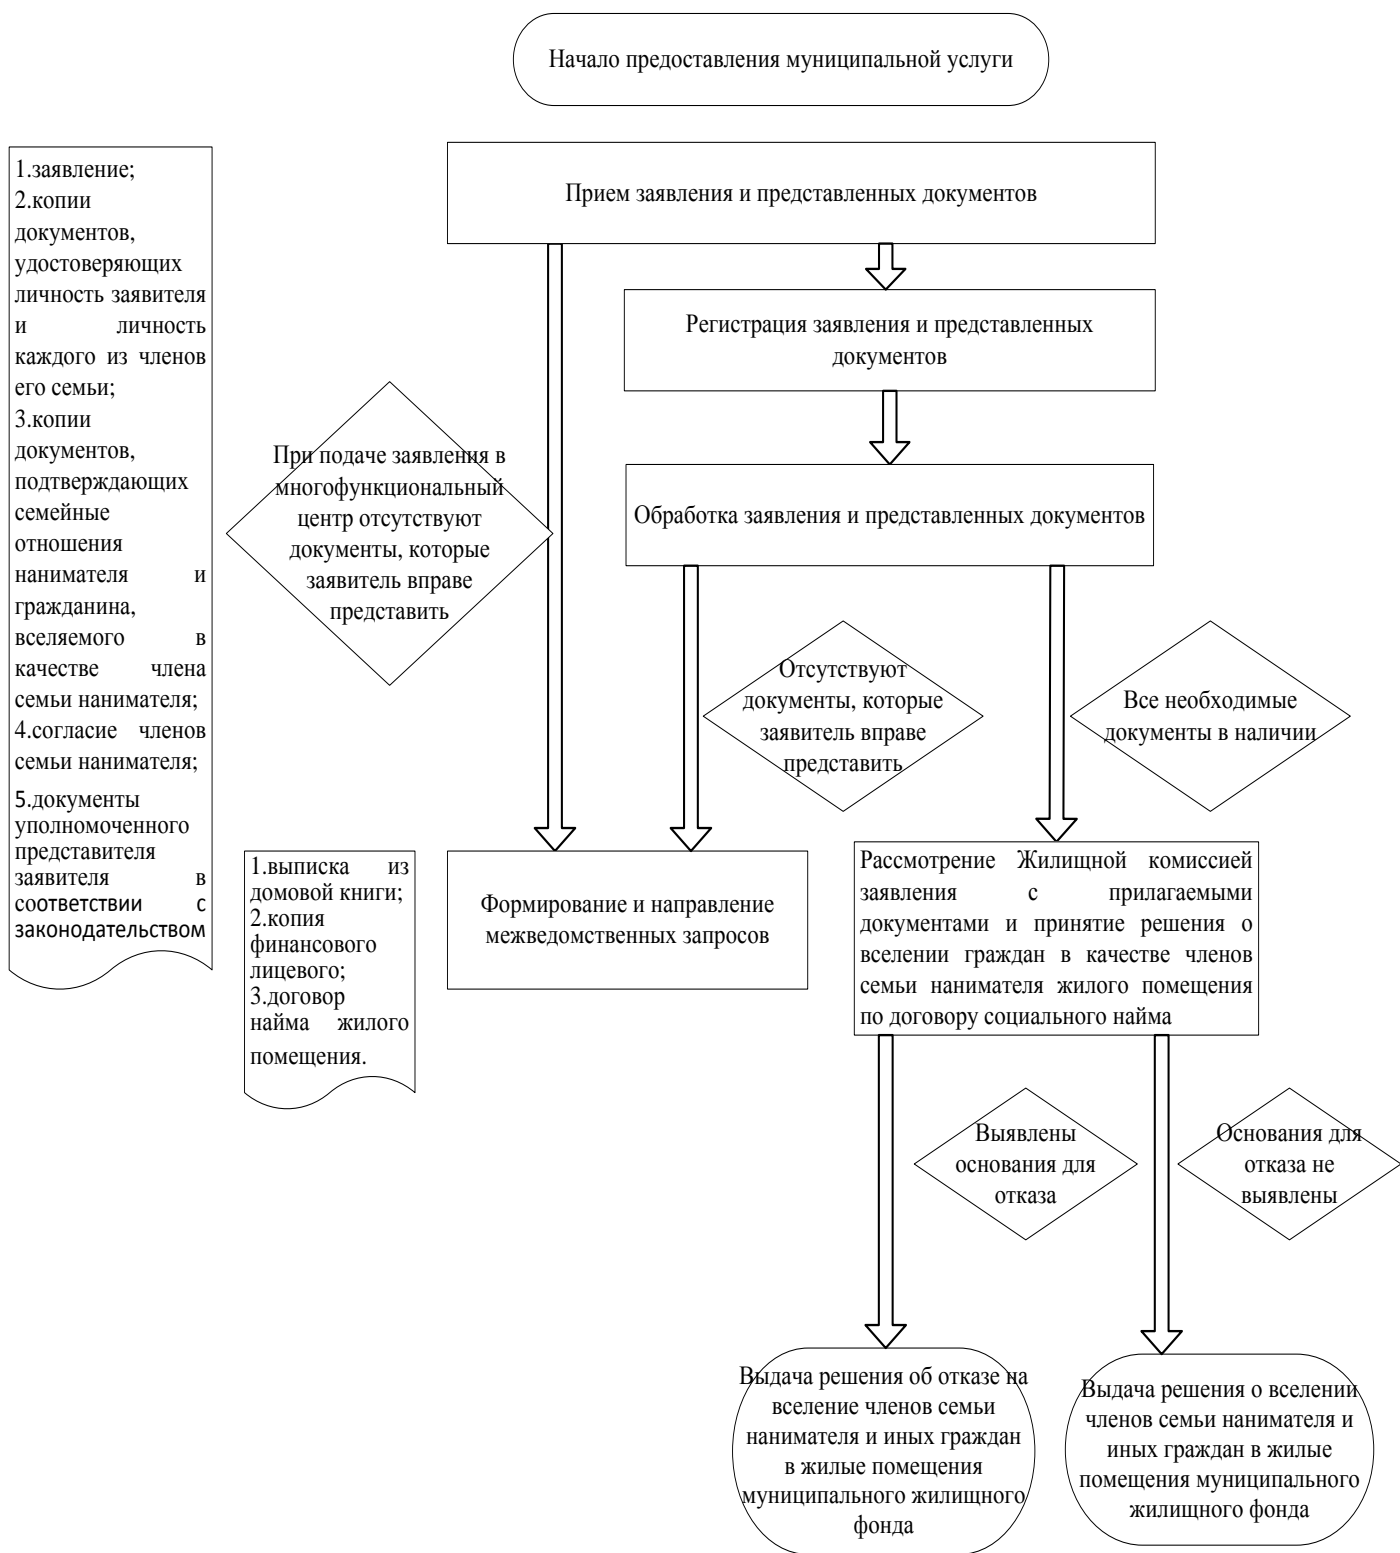 Начало предоставления муниципальной услуги
Прием заявления и представленных документов
1.заявление;
2.копии
документов,
удостоверяющих
личность заявителя
и личность
каждого из членов
его семьи;
3.копии
документов,
подтверждающих
семейные
отношения
нанимателя и
гражданина,
вселяемого в
качестве члена
семьи нанимателя;
4.согласие членов
семьи нанимателя;
5.документы
уполномоченного
представителя
заявителя в
соответствии с
законодательством
Регистрация заявления и представленных
документов
При подаче заявления в
многофункциональный
центр отсутствуют
документы, которые
заявитель вправе
представить
Обработка заявления и представленных документов
Отсутствуют
документы, которые
заявитель вправе
представить
Все необходимые
документы в наличии
1.выписка из
домовой книги;
2.копия
финансового
лицевого;
3.договор
найма жилого
помещения.
Формирование и направление
межведомственных запросов
Рассмотрение Жилищной комиссией
заявления с прилагаемыми
документами и принятие решения о
вселении граждан в качестве членов
семьи нанимателя жилого помещения
по договору социального найма
Выявлены
основания для
отказа
Основания для
отказа не
выявлены
Выдача решения об отказе на
вселение членов семьи
нанимателя и иных граждан
в жилые помещения
муниципального жилищного
фонда
Выдача решения о вселении
членов семьи нанимателя и
иных граждан в жилые
помещения муниципального
жилищного фонда